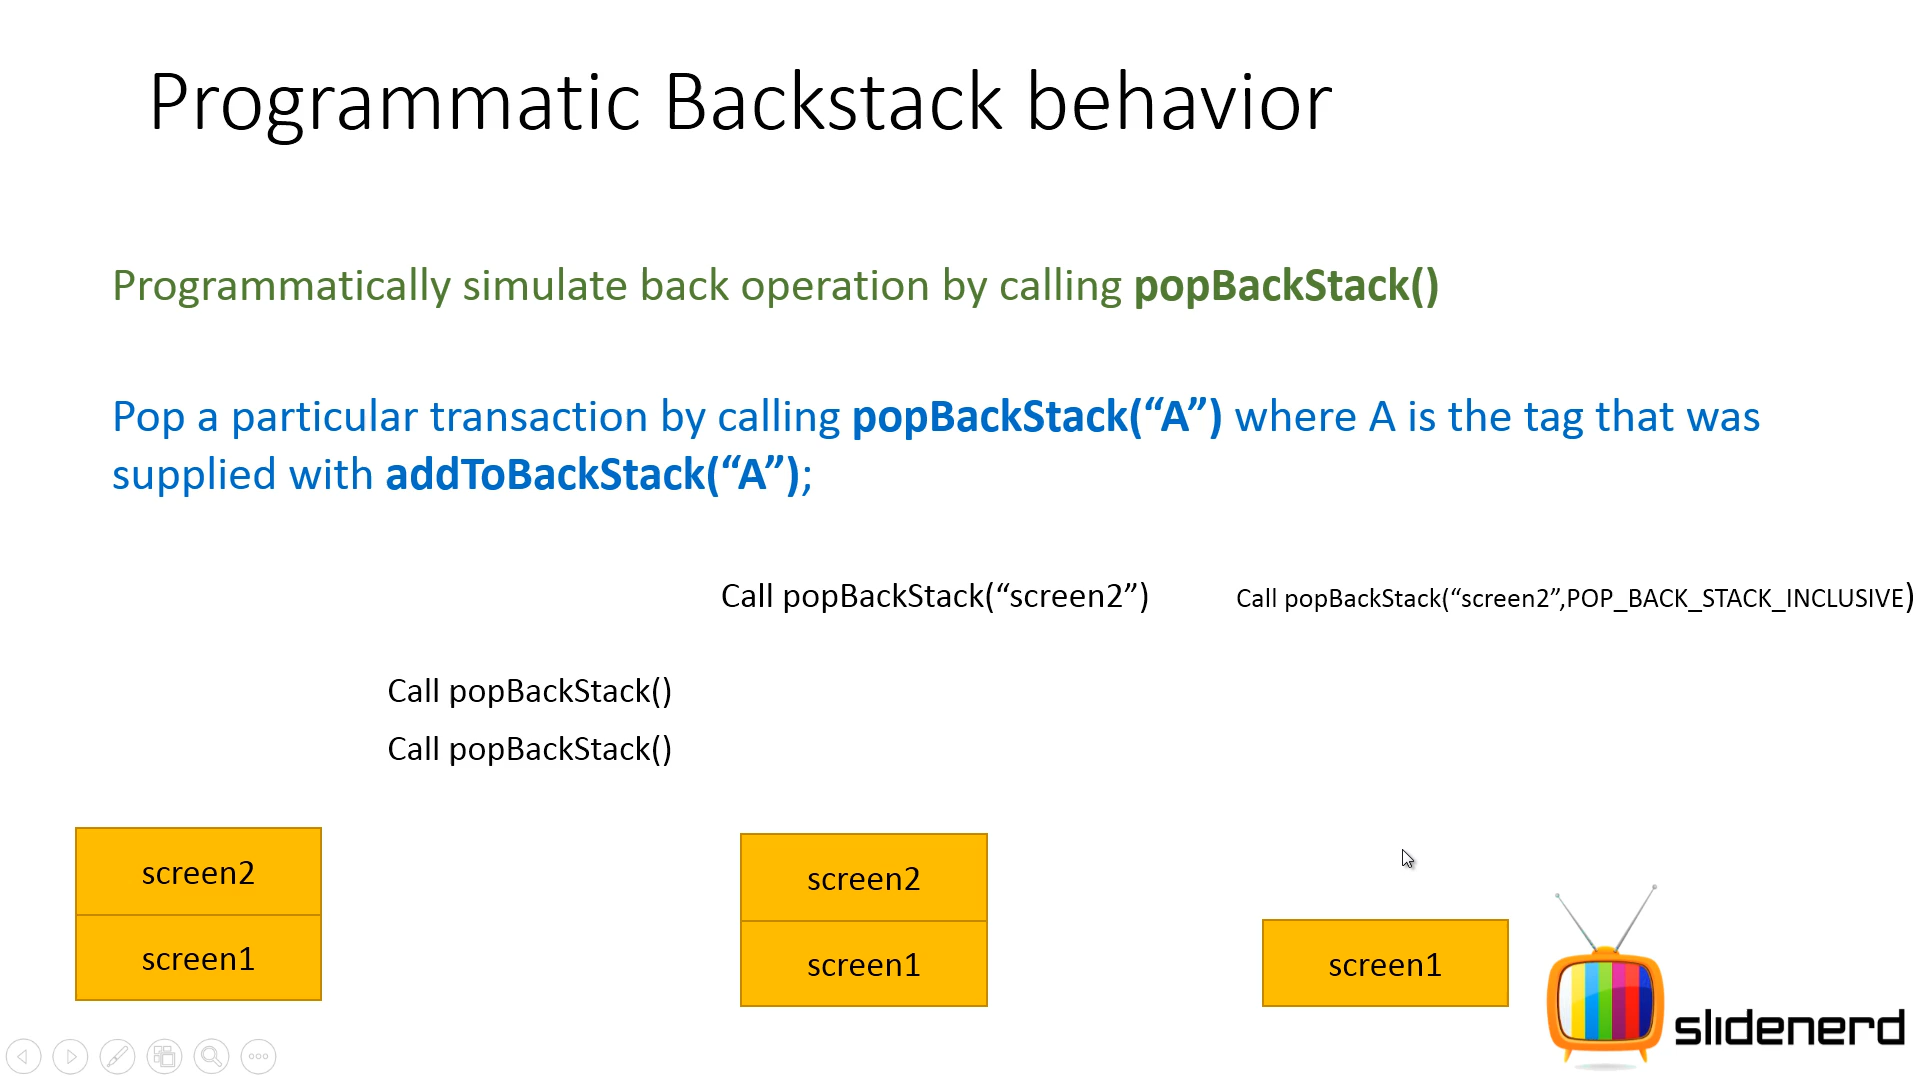 Programmatic Backstack behavior
Programmatically simulate back operation by calling popBackStack()
Pop a particular transaction by calling popBackStack(“A”) where A is the tag that was
supplied with addToBackStack(“A”);
Call popBackStack(“screen2”)
Call popBackStack(“screen2”,POP_BACK_STACK_INCLUSIVE)
Call popBackStack()
Call popBackStack()
screen2
screen1
screen2
screen1
screen1
slidenerd